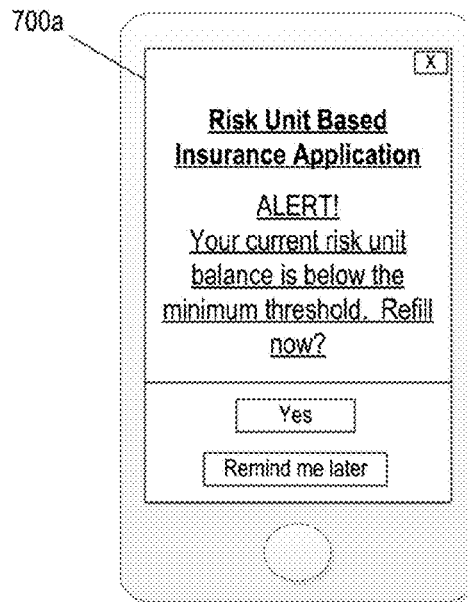 700a
X
Risk Unit Based
Insurance Application
ALERT!
Your current risk unit
balance is below the
minimum threshold. Refill
now?
Yes
Remind me later